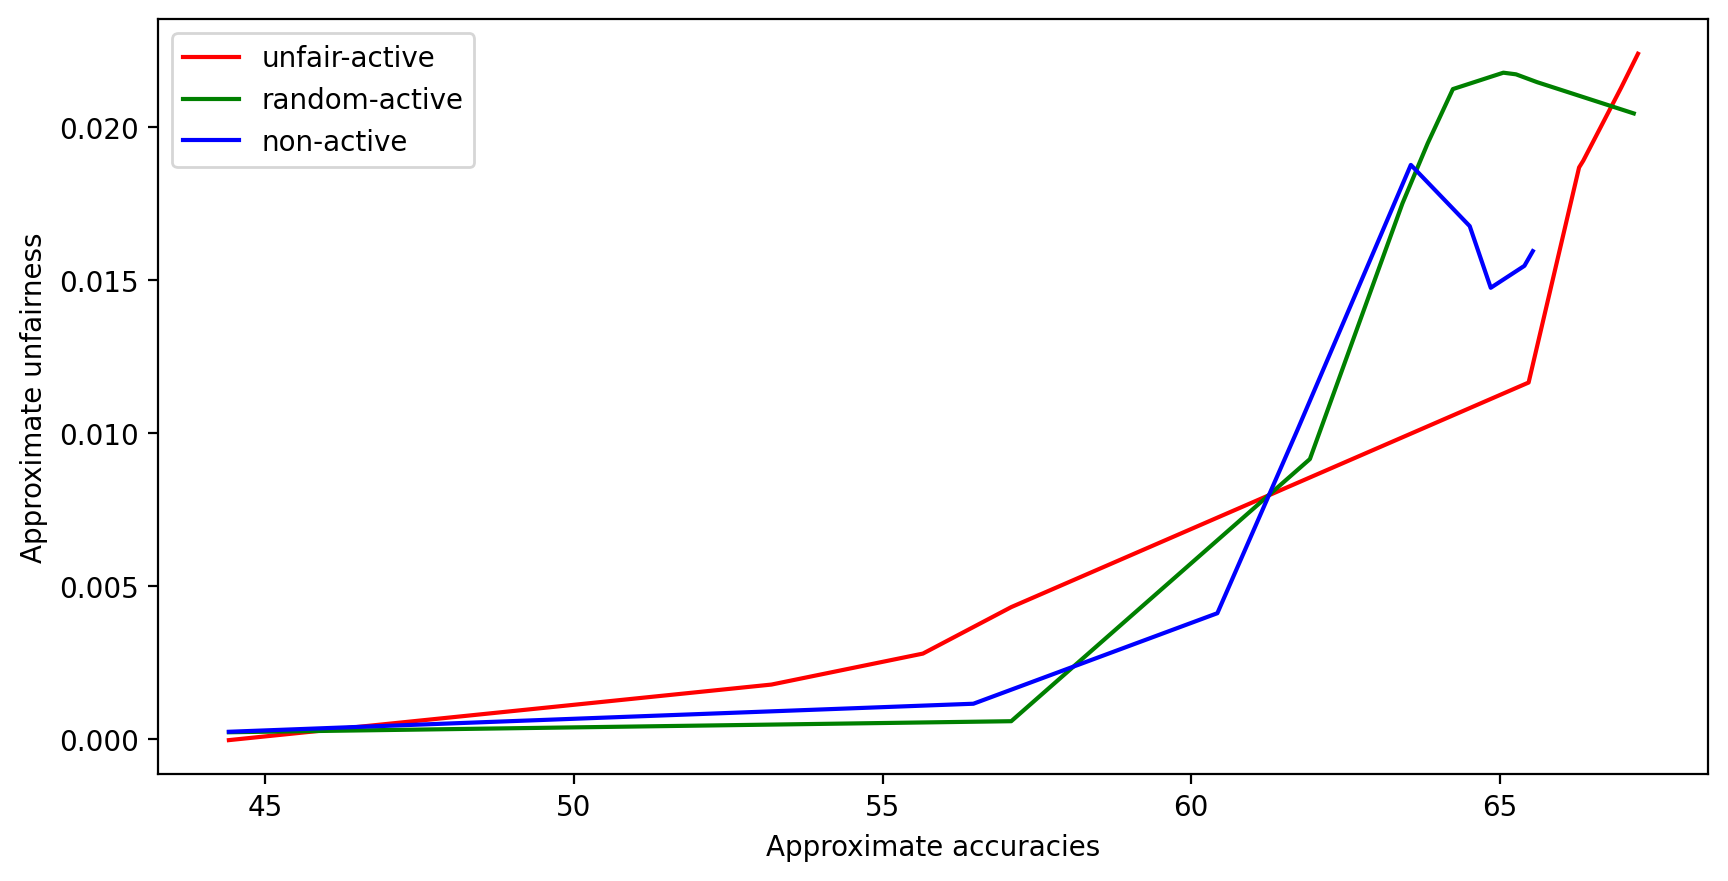 unfair-active
random-active
non-active
0.020
0.015
0.010
0.005
0.000
Approximate unfairness
45 50 55 60 65
Approximate accuracies